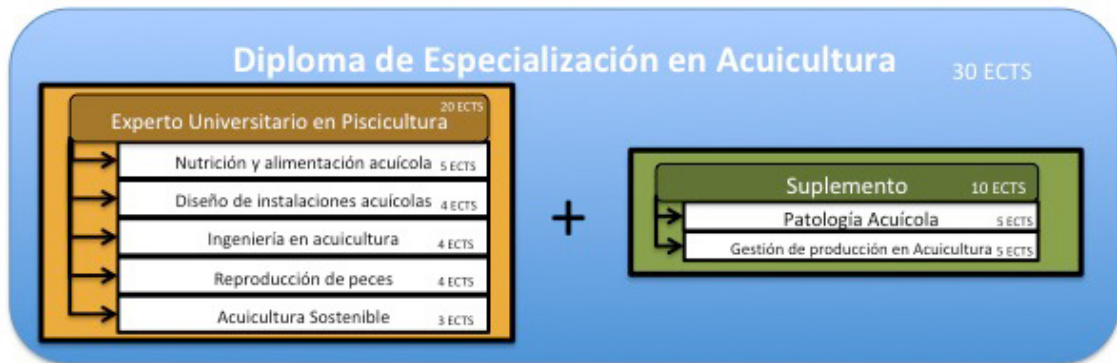 Diploma de Especialización en Acuicultura 30 ECTS
20 ECTS
Experto Universitario en Piscicultura
Nutrición y alimentación acuícola 5 ECTS
Diseño de instalaciones acuícolas 4 ECTS
Ingeniería en acuicultura 4 ECTS
Reproducción de peces 4 ECTS
Acuicultura Sostenible 3 ECTS
+
Suplemento 10 ECTS
Patología Acuícola 5 ECTS
Gestión de producción en Acuicultura 5 ECTS